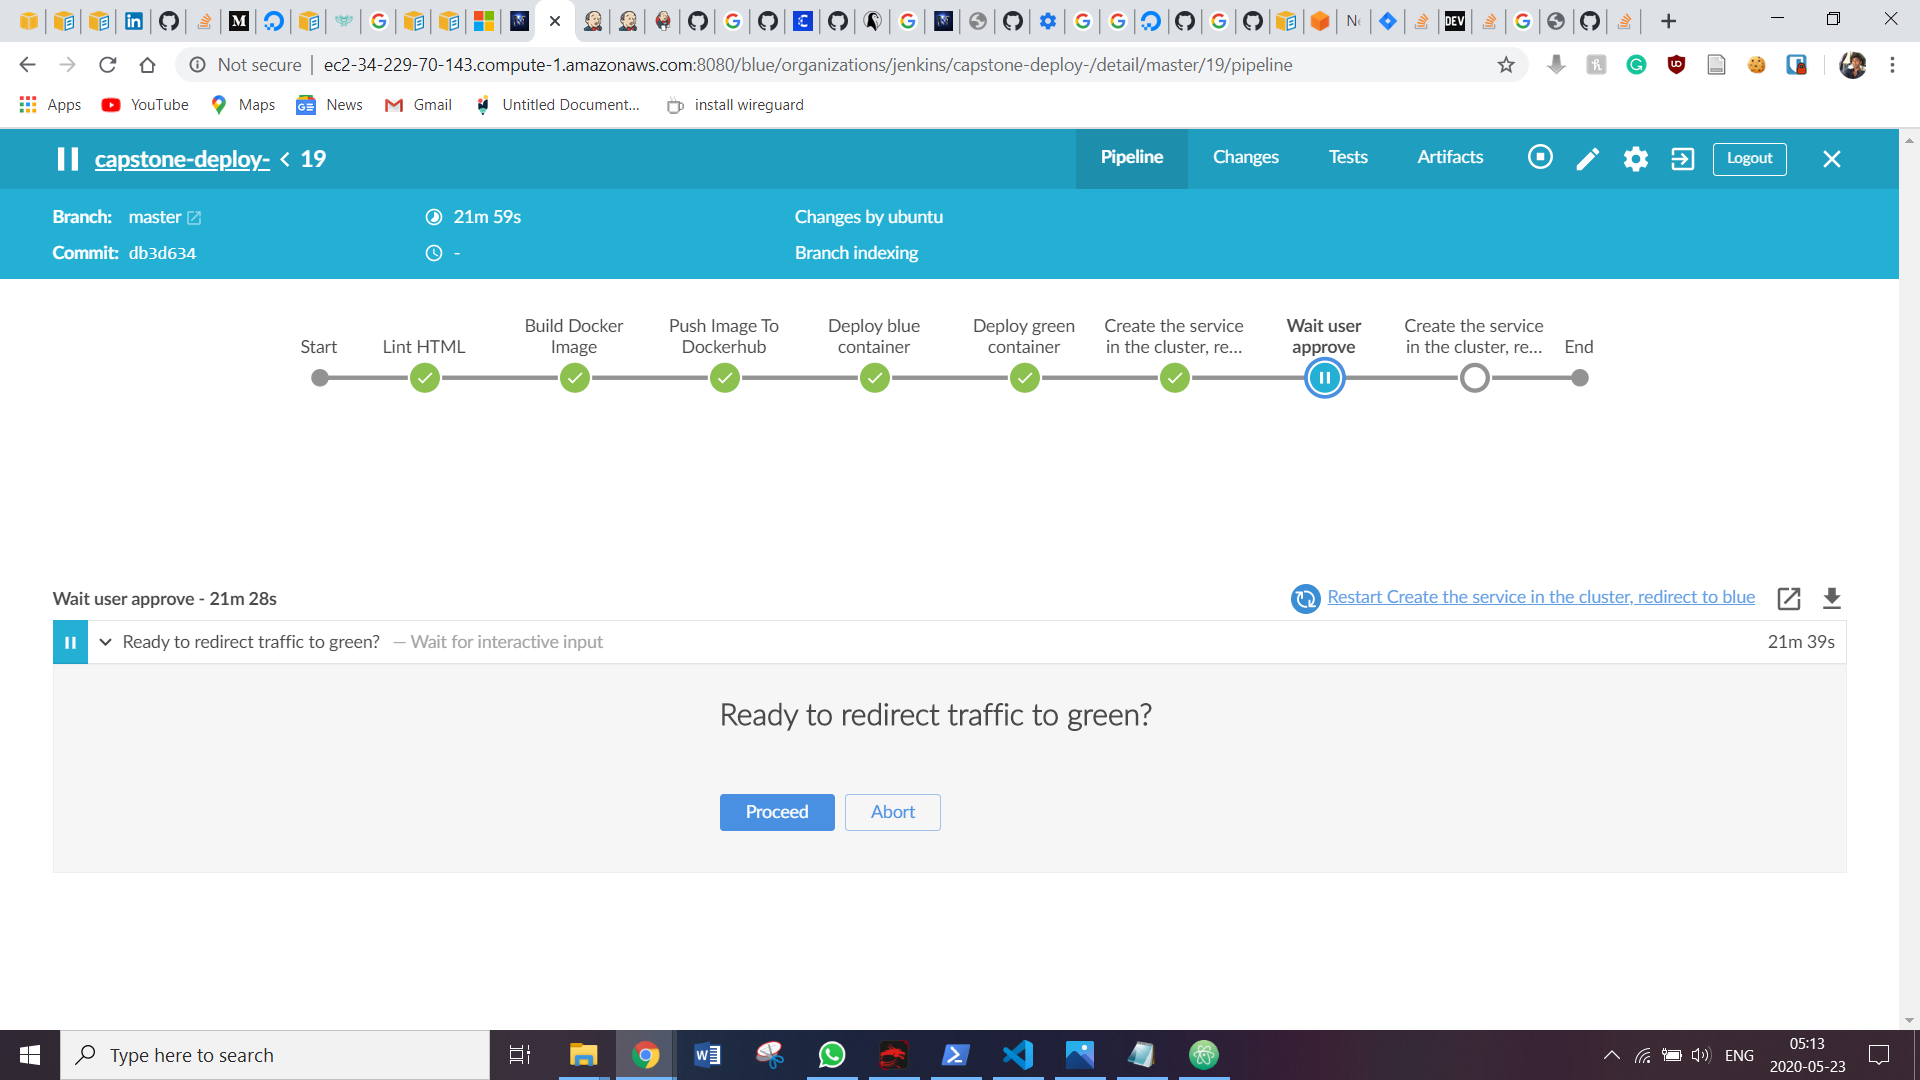 Not secure | ec2-34-229-70-143.compute-1.amazonaws.com:8080/blue/organizations/jenkins/capstone-deploy-/detail/master/19/pipeline
Apps YouTube Maps News Gmail Untitled Document... install wireguard
capstone-deploy- < 19 Pipeline Changes Tests Artifacts Logout
Branch: master 21m 59s Changes by ubuntu
Commit: db3d634 - Branch indexing
Start
Lint HTML
Build Docker
Image
Push Image To
Dockerhub
Deploy blue
container
Deploy green
container
Create the service
in the cluster, re...
Wait user
approve
Create the service
in the cluster, re...
End
Wait user approve - 21m 28s Restart Create the service in the cluster, redirect to blue
Ready to redirect traffic to green? — Wait for interactive input 21m 39s
Ready to redirect traffic to green?
Proceed Abort
Type here to search
ENG
05:13
2020-05-23